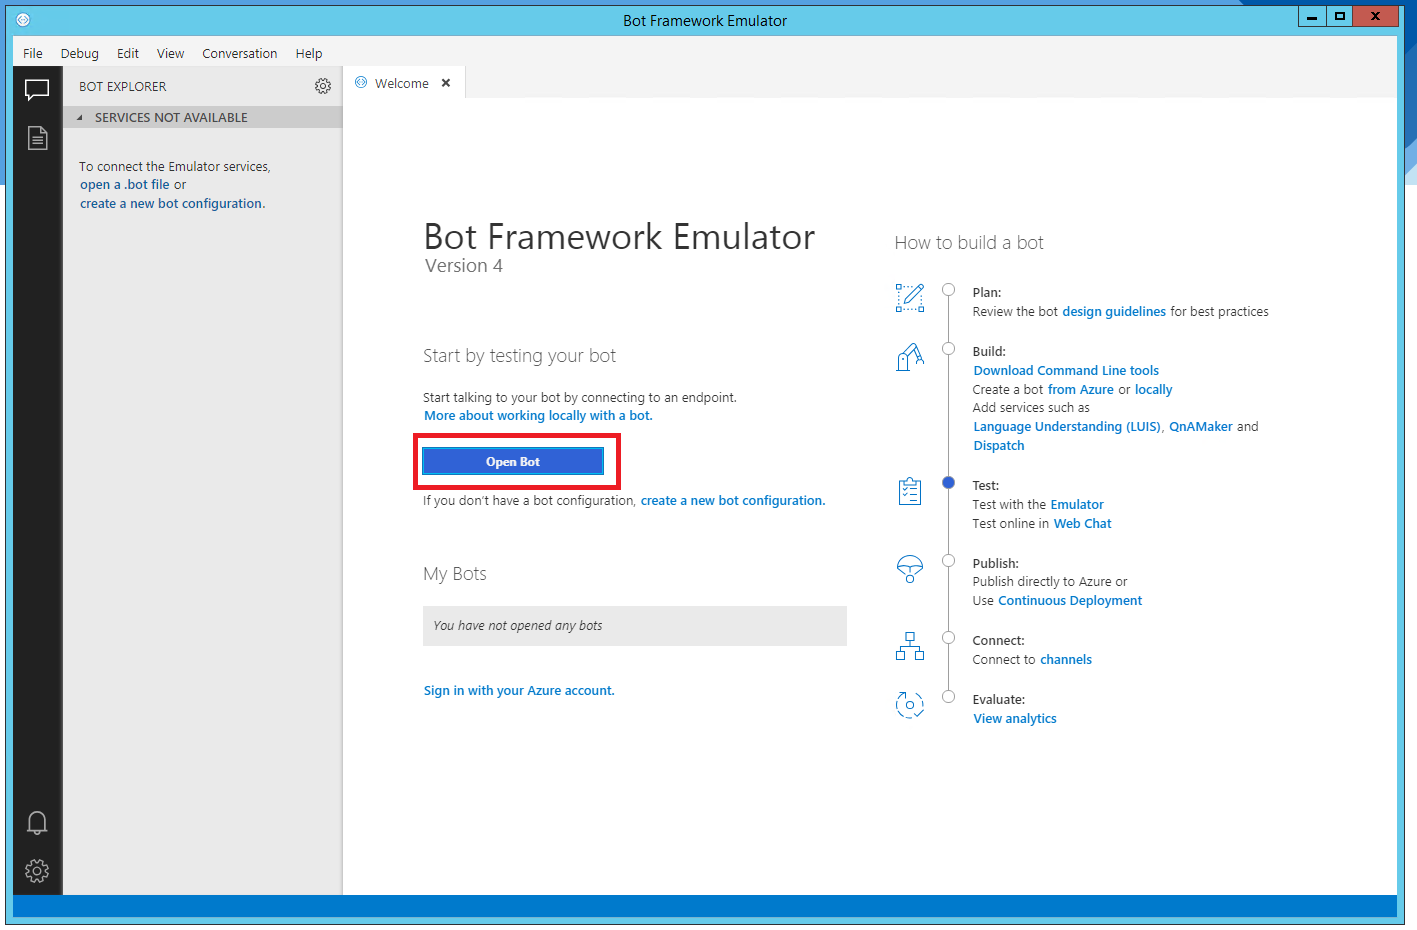 Bot Framework Emulator
File Debug Edit View Conversation Help
BOT EXPLORER
SERVICES NOT AVAILABLE
To connect the Emulator services,
open a .bot file or
create a new bot configuration.
Welcome
Bot Framework Emulator
Version 4
Start by testing your bot
Start talking to your bot by connecting to an endpoint.
More about working locally with a bot.
Open Bot
If you don't have a bot configuration, create a new bot configuration.
My Bots
You have not opened any bots
Sign in with your Azure account.
How to build a bot
Plan:
Review the bot design guidelines for best practices
Build:
Download Command Line tools
Create a bot from Azure or locally
Add services such as
Language Understanding (LUIS), QnAMaker and
Dispatch
Test:
Test with the Emulator
Test online in Web Chat
Publish:
Publish directly to Azure or
Use Continuous Deployment
Connect:
Connect to channels
Evaluate:
View analytics